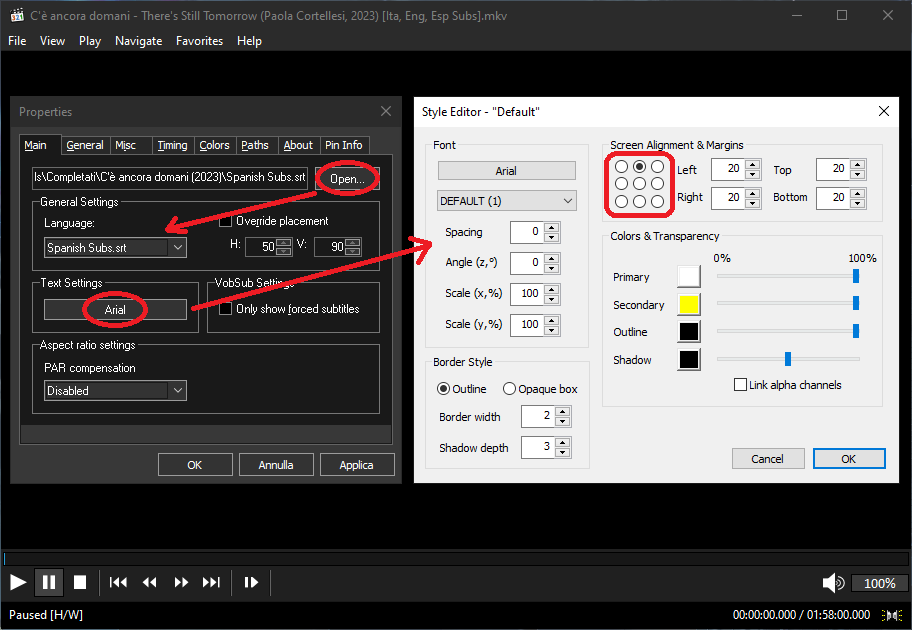 C'è ancora domani - There's Still Tomorrow (Paola Cortellesi, 2023) [Ita, Eng, Esp Subs].mkv
File View Play Navigate Favorites Help
Properties
Main General Misc Timing Colors Paths About Pin Info
ls\Completati\C'è ancora domani (2023)\Spanish Subs.srt Open...
General Settings
Language:
Override placement
Spanish Subs.srt
H: 50 V: 90
Text Settings
Arial
VobSub Settings
Only show forced subtitles
Aspect ratio settings
PAR compensation
Disabled
OK Annulla Applica
Style Editor - "Default"
Font
Arial
DEFAULT (1)
Spacing 0
Angle (z,º) 0
Scale (x,%) 100
Scale (y,%) 100
Border Style
Outline Opaque box
Border width 2
Shadow depth 3
Screen Alignment & Margins
Left 20 Top 20
Right 20 Bottom 20
Colors & Transparency
0% 100%
Primary
Secondary
Outline
Shadow
Link alpha channels
Cancel OK
100%
Paused [H/W] 00:00:00.000 / 01:58:00.000